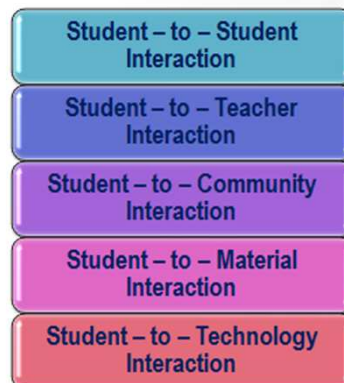 Student – to – Student
Interaction
Student – to – Teacher
Interaction
Student – to – Community
Interaction
Student – to – Material
Interaction
Student – to – Technology
Interaction